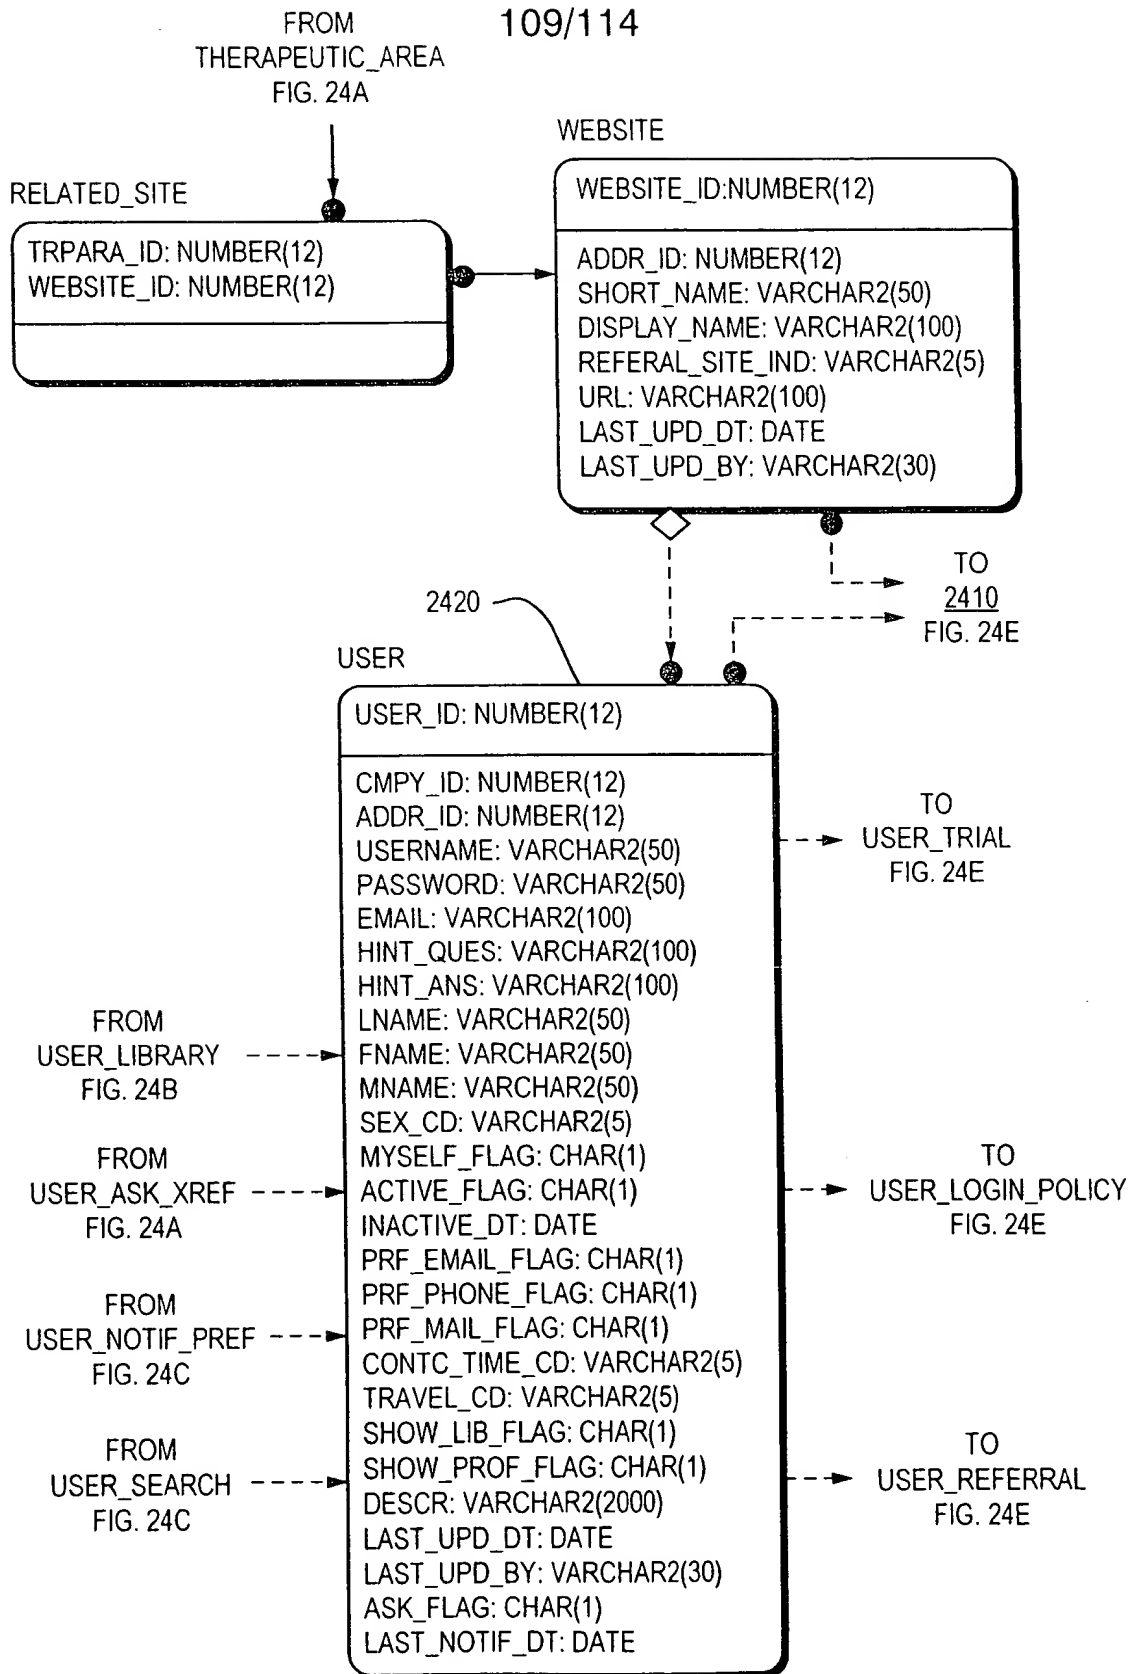 109/114
FROM
THERAPEUTIC_AREA
FIG. 24A
RELATED_SITE
TRPARA_ID: NUMBER(12)
WEBSITE_ID: NUMBER(12)
WEBSITE
WEBSITE_ID:NUMBER(12)
ADDR_ID: NUMBER(12)
SHORT_NAME: VARCHAR2(50)
DISPLAY_NAME: VARCHAR2(100)
REFERAL_SITE_IND: VARCHAR2(5)
URL: VARCHAR2(100)
LAST_UPD_DT: DATE
LAST_UPD_BY: VARCHAR2(30)
TO
2410
FIG. 24E
2420
USER
USER_ID: NUMBER(12)
CMPY_ID: NUMBER(12)
ADDR_ID: NUMBER(12)
USERNAME: VARCHAR2(50)
PASSWORD: VARCHAR2(50)
EMAIL: VARCHAR2(100)
HINT_QUES: VARCHAR2(100)
HINT_ANS: VARCHAR2(100)
LNAME: VARCHAR2(50)
FNAME: VARCHAR2(50)
MNAME: VARCHAR2(50)
SEX_CD: VARCHAR2(5)
MYSELF_FLAG: CHAR(1)
ACTIVE_FLAG: CHAR(1)
INACTIVE_DT: DATE
PRF_EMAIL_FLAG: CHAR(1)
PRF_PHONE_FLAG: CHAR(1)
PRF_MAIL_FLAG: CHAR(1)
CONTC_TIME_CD: VARCHAR2(5)
TRAVEL_CD: VARCHAR2(5)
SHOW_LIB_FLAG: CHAR(1)
SHOW_PROF_FLAG: CHAR(1)
DESCR: VARCHAR2(2000)
LAST_UPD_DT: DATE
LAST_UPD_BY: VARCHAR2(30)
ASK_FLAG: CHAR(1)
LAST_NOTIF_DT: DATE
FROM
USER_LIBRARY
FIG. 24B
FROM
USER_ASK_XREF
FIG. 24A
FROM
USER_NOTIF_PREF
FIG. 24C
FROM
USER_SEARCH
FIG. 24C
TO
USER_TRIAL
FIG. 24E
TO
USER_LOGIN_POLICY
FIG. 24E
TO
USER_REFERRAL
FIG. 24E